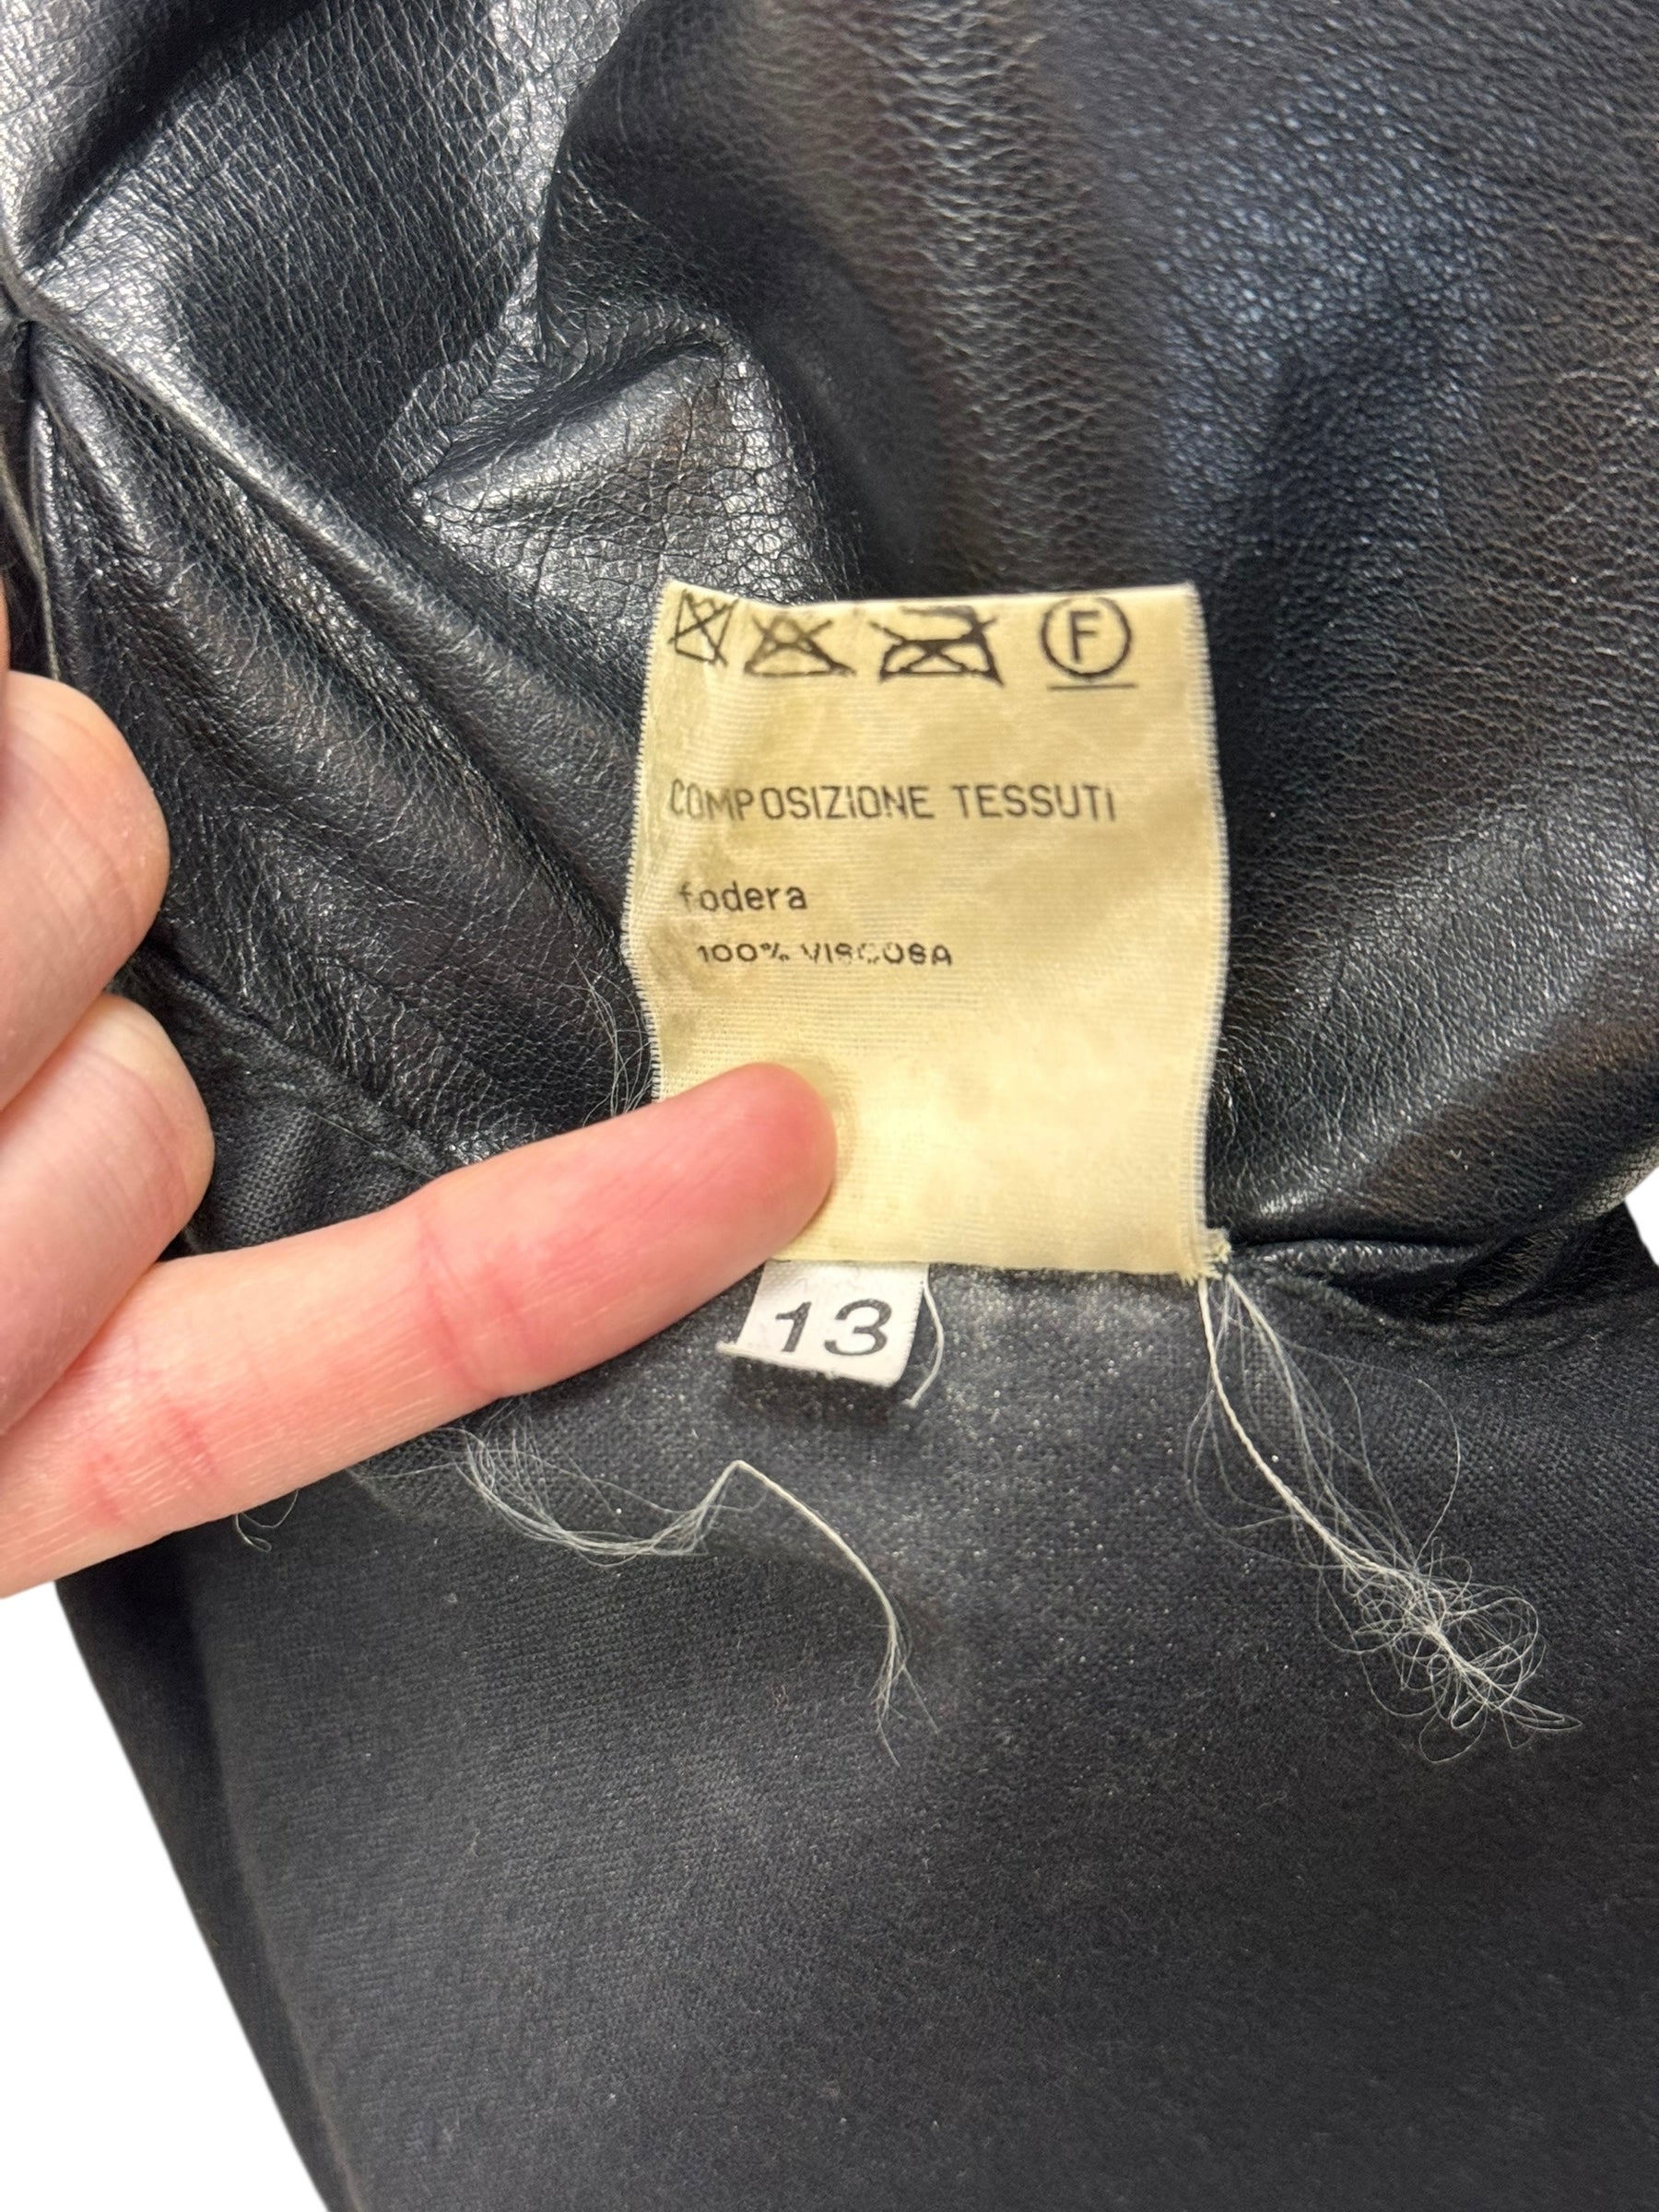 F
COMPOSIZIONE TESSUTI
fodera
100% VISCOSA
13